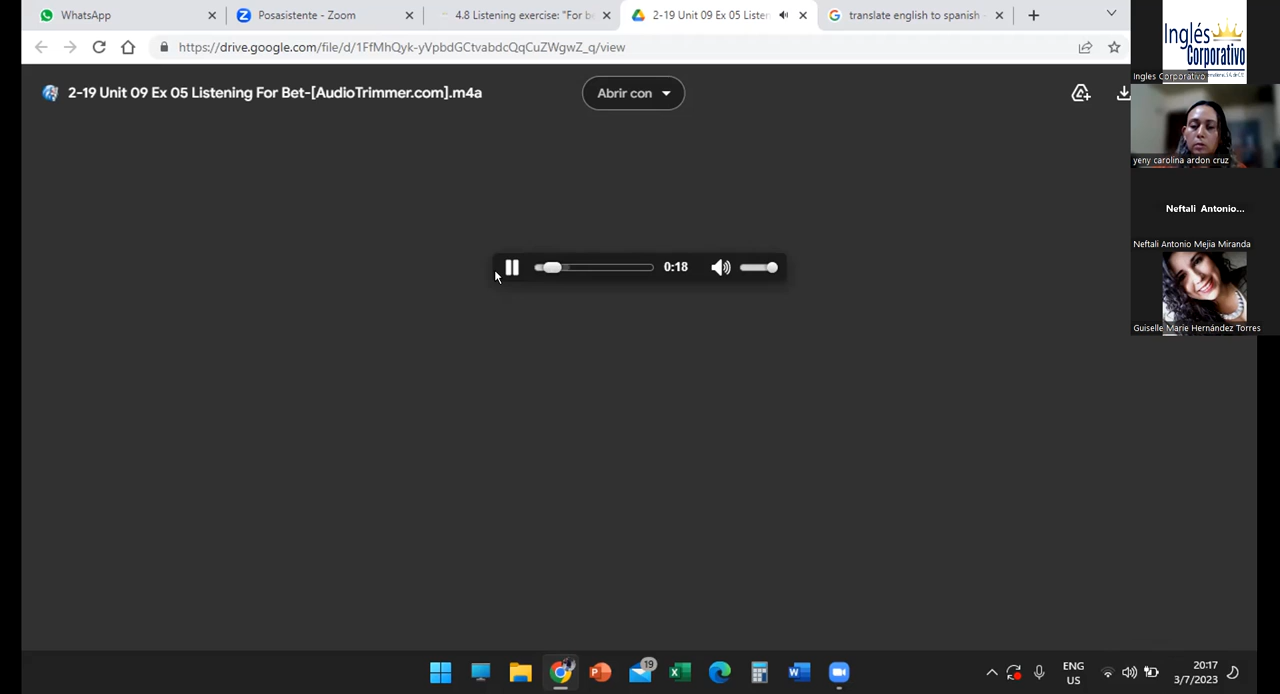 WhatsApp
Posasistente - Zoom
4.8 Listening exercise: "For be
2-19 Unit 09 Ex 05 Listen
translate english to spanish -
https://drive.google.com/file/d/1FfMhQyk-yVpbdGCtvabdcQqCuZWgwZ_q/view
2-19 Unit 09 Ex 05 Listening For Bet-[AudioTrimmer.com].m4a
Abrir con
0:18
Inglés
Corporativo
Ingles Corporativo
yeny carolina ardon cruz
Neftali Antonio...
Neftali Antonio Mejia Miranda
Guiselle Marie Hernández Torres
19
ENG
US
20:17
3/7/2023